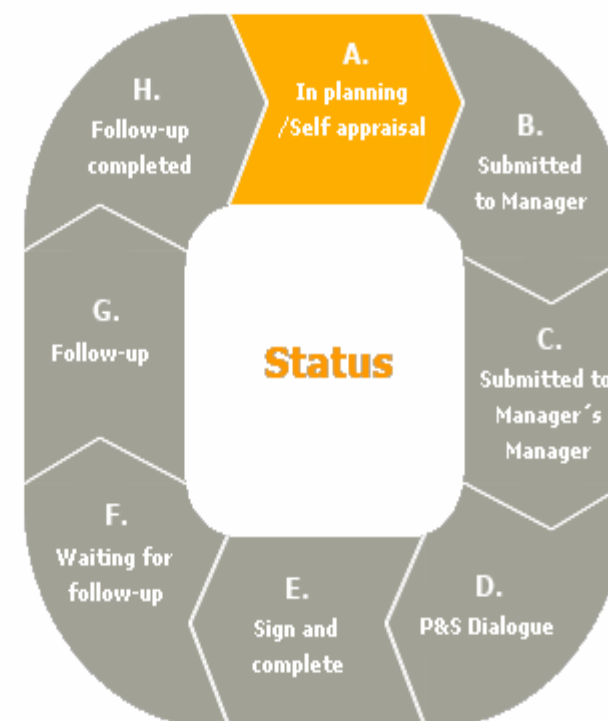 A.
In planning
/Self appraisal
B.
Submitted
to Manager
C.
Submitted to
Manager´s
Manager
D.
P&S Dialogue
E.
Sign and
complete
F.
Waiting for
follow-up
G.
Follow-up
H.
Follow-up
completed
Status